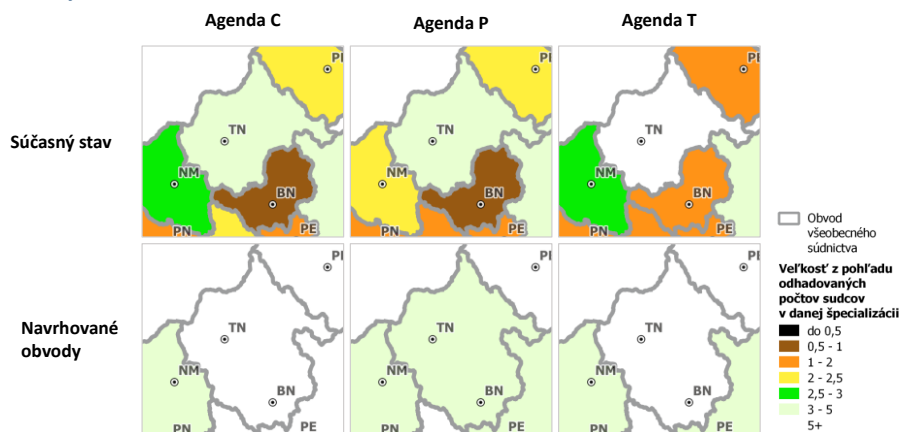 Agenda C
Agenda P
Agenda T
Súčasný stav
PI
TN
NM
BN
PN
PE
PI
TN
NM
BN
PN
PE
PI
TN
NM
BN
PN
PE
Navrhované
obvody
PI
TN
NM
BN
PN
PE
PI
TN
NM
BN
PN
PE
PI
TN
NM
BN
PN
PE
Obvod
všeobecného
súdnictva
Veľkosť z pohľadu
odhadovaných
počtov sudcov
v danej špecializácii
do 0,5
0,5 - 1
1 - 2
2 - 2,5
2,5 - 3
3 - 5
5+